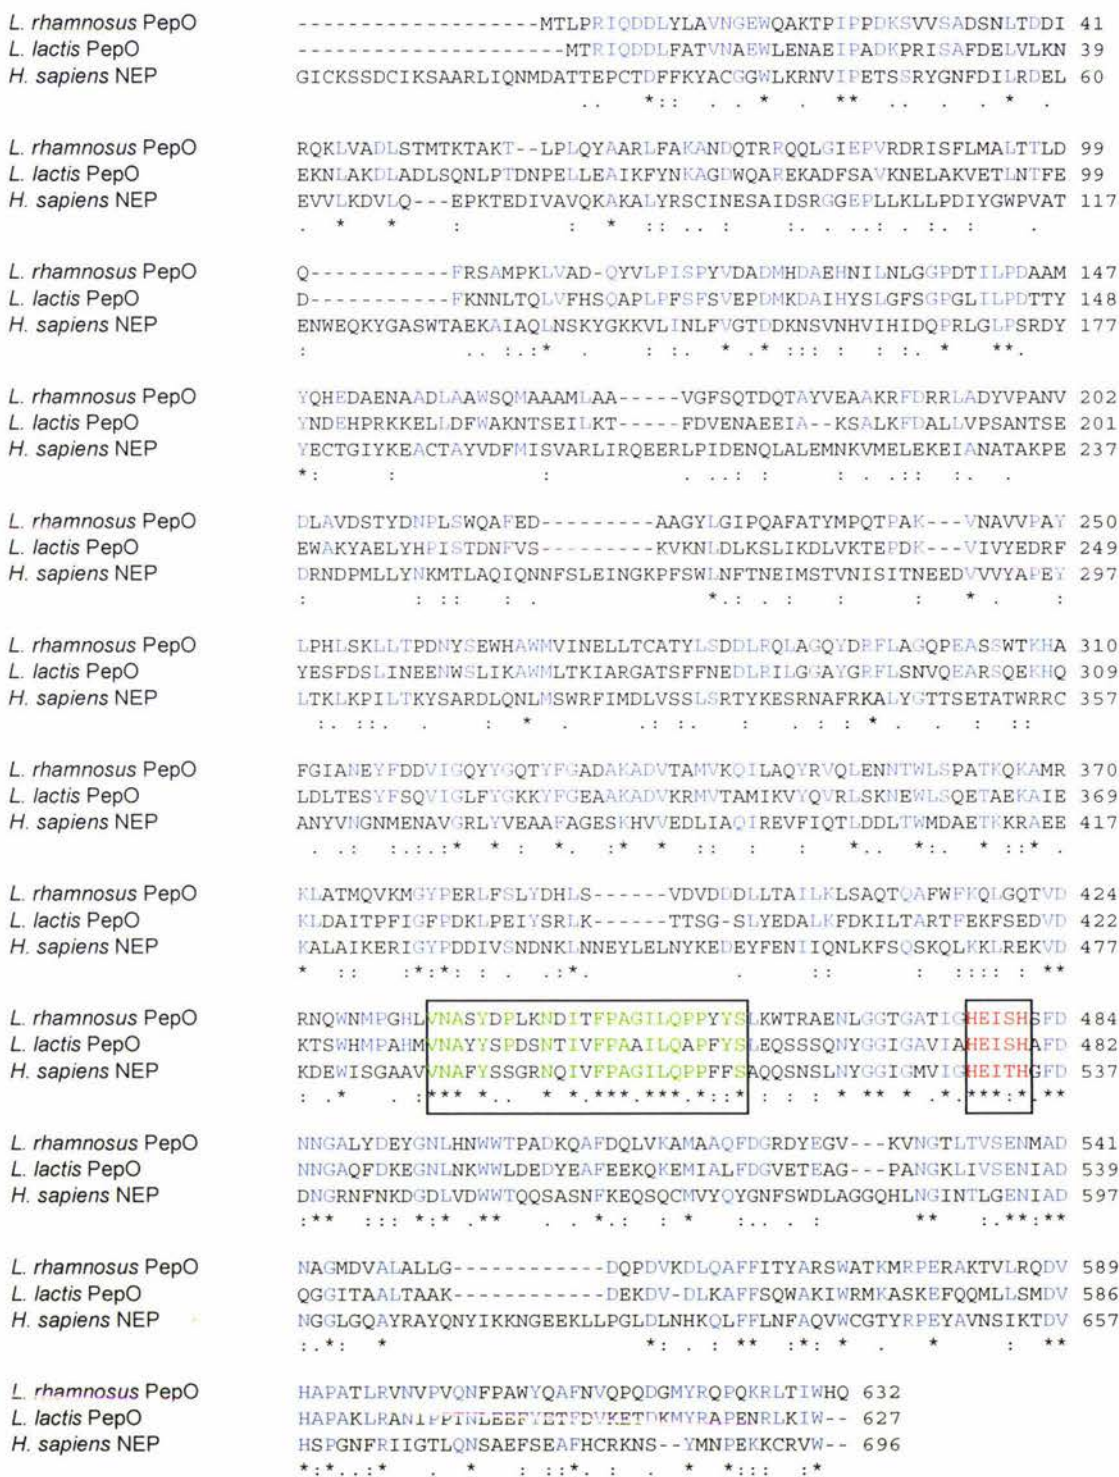 L. rhamnosus PepO ------------------MTLPRIQDDLYLAVNGEWQAKTPIPPDKSVVSADSNLTDDI 41
L. lactis PepO --------------------MTRIQDDLFATVNAEWLENAEIPADKPRISAFDELVLKN 39
H. sapiens NEP GICKSSDCIKSAARLIQNMDATTEPCTDFFKYACGGWLKRNVIPETSSRYGNFDILRDEL 60
.. *:: . . * . ** . . . * .
L. rhamnosus PepO RQKLVADLSTMTKTAKT--LPLQYAARLFAKANDQTRRQQLGIEPVRDRISFLMALTTLD 99
L. lactis PepO EKNLAKDLADLSQNLPTDNPELLEAIKFYNKAGDWQAREKADFSAVKNELAKVETLNTFE 99
H. sapiens NEP EVVLKDVLQ---EPKTEDIVAVQKAKALYRSCINESAIDSRGGEPLLKLLPDIYGWPVAT 117
. * * : : * :: .. : . . . .: . :. : .
L. rhamnosus PepO Q-----------FRSAMPKLVAD-QYVLPISPYVDADMHDAEHNILNLGGPDTILPDAAM 147
L. lactis PepO D-----------FKNNLTQLVFHSQAPLPFSFSVEPDMKDAIHYSLGFSGPGLILPDTTY 148
H. sapiens NEP ENWEQKYGASWTAEKAIAQLNSKYGKKVLINLFVGTDDKNSVNHVIHIDQPRLGLPSRDY 177
: .. :.:* . : :. * * ::: : : :. * **.
L. rhamnosus PepO YQHEDAENAADLAAWSQMAAAMLAA-----VGFSQTDQTAYVEAAKRFDRRLADYVPANV 202
L. lactis PepO YNDEHPRKKELLDFWAKNTSEILKT-----FDVENAEEIA--KSALKFDALLVPSANTSE 201
H. sapiens NEP YECTGIYKEACTAYVDFMISVARLIRQEERLPIDENQLALEMNKVMELEKEIANATAKPE 237
*: : : . .: : : . .:: :. .
L. rhamnosus PepO DLAVDSTYDNPLSWQAFED---------AAGYLGIPQAFATYMPQTPAK---VNAVVPAY 250
L. lactis PepO EWAKYAELYHPISTDNFVS---------KVKNLDLKSLIKDLVKTEPDK---VIVYEDRF 249
H. sapiens NEP DRNDPMLLYNKMTLAQIQNNFSLEINGKPFSWLNFTNEIMSTVNISITNEEDVVVYAPEY 297
: : :: : . *.: . : : : * . :
L. rhamnosus PepO LPHLSKLLTPDNYSEWHAWMVINELLTCATYLSDDLRQLAGQYDRFLAGQPEASSWTKHA 310
L. lactis PepO YESFDSLINEENWSLIKAWMLTKIARGATSFFNEDLRILGGAYGRFLSNVQEARSQEKHQ 309
H. sapiens NEP LTKLKPILTKYSARDLQNLMSWRFIMDLVSSLSRTYKESRNAFRKALYGTTSETATWRRC 357
:. ::. . : * . .: :. : . : : * . . : ::
L. rhamnosus PepO FGIANEYFDDVIGQYYGQTYFGADAKADVTAMVKQILAQYRVQLENNTWLSPATKQKAMR 370
L. lactis PepO LDLTESYFSQVIGLFYGKKYFGEAAKADVKRMVTAMIKVYQVRLSKNEWLSQETAEKAIE 369
H. sapiens NEP ANYVNGNMENAVGRLYVEAAFAGESKHVVEDLIAQIREVFIQTLDDLTWMDAETKKRAEE 417
. .: :.:.:* * : *. :* * :: : : *.. *:. * ::* .
L. rhamnosus PepO KLATMQVKMGYPERLFSLYDHLS------VDVDDDLLTAILKLSAQTQAFWFKQLGQTVD 424
L. lactis PepO KLDAITPFIGFPDKLPEIYSRLK------TTSG-SLYEDALKFDKILTARTFEKFSEDVD 422
H. sapiens NEP KALAIKERIGYPDDIVSNDNKLNNEYLELNYKEDEYFENIIQNLKFSQSKQLKKLREKVD 477
* :: :*:*: : . .:*. . :: : ::: : **
L. rhamnosus PepO RNQWNMPGHLVNASYDPLKNDITFPAGILQPPYYSLKWTRAENLGGTGATIGHEISHSFD 484
L. lactis PepO KTSWHMPAHMVNAYYSPDSNTIVFPAAILQAPFYSLEQSSSQNYGGIGAVIAHEISHAFD 482
H. sapiens NEP KDEWISGAAVVNAFYSSGRNQIVFPAGILQPPFFSAQQSNSLNYGGIGMVIGHEITHGFD 537
: .* . :*** *.. * *.***.***.*::* : : : * ** * .*.***:*.**
L. rhamnosus PepO NNGALYDEYGNLHNWWTPADKQAFDQLVKAMAAQFDGRDYEGV---KVNGTLTVSENMAD 541
L. lactis PepO NNGAQFDKEGNLNKWWLDEDYEAFEEKQKEMIALFDGVETEAG---PANGKLIVSENIAD 539
H. sapiens NEP DNGRNFNKDGDLVDWWTQQSASNFKEQSQCMVYQYGNFSWDLAGGQHLNGINTLGENIAD 597
:** ::: *:* .** . *.: : * :.. . : ** :.**:**
L. rhamnosus PepO NAGMDVALALLG------------DQPDVKDLQAFFITYARSWATKMRPERAKTVLRQDV 589
L. lactis PepO QGGITAALTAAK------------DEKDV-DLKAFFSQWAKIWRMKASKEFQQMLLSMDV 586
H. sapiens NEP NGGLGQAYRAYQNYIKKNGEEKLLPGLDLNHKQLFFLNFAQVWCGTYRPEYAVNSIKTDV 657
:.*: * *: . : ** :*: * . * : **
L. rhamnosus PepO HAPATLRVNVPVQNFPAWYQAFNVQPQDGMYRQPQKRLTIWHQ 632
L. lactis PepO HAPAKLRANIPPTNLEEFYETFDVKETDKMYRAPENRLKIW-- 627
H. sapiens NEP HSPGNFRIIGTLQNSAEFSEAFHCRKNS--YMNPEKKCRVW-- 696
*:*..:* . * : ::*. : . * *::: :*